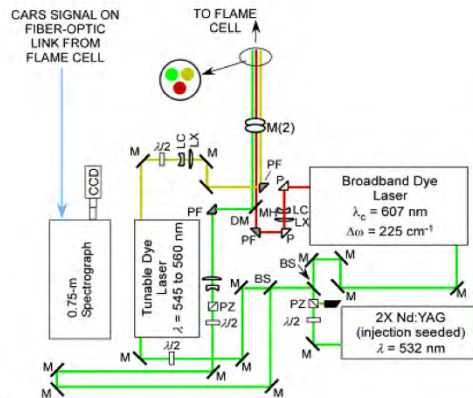 CARS SIGNAL ON
FIBER-OPTIC
LINK FROM
FLAME CELL
TO FLAME
CELL
M(2)
λ/2
LC
LX
M
M
M
PF
P
CCD
PF
DM
MH
LC
LX
PF
P
Broadband Dye
Laser
λc = 607 nm
Δω = 225 cm-1
0.75-m
Spectrograph
Tunable Dye
Laser
λ = 545 to 560 nm
BS
BS
M
M
PZ
λ/2
PZ
λ/2
M
M
2X Nd:YAG
(injection seeded)
λ = 532 nm
M
λ/2
M
M
M
M
M
M